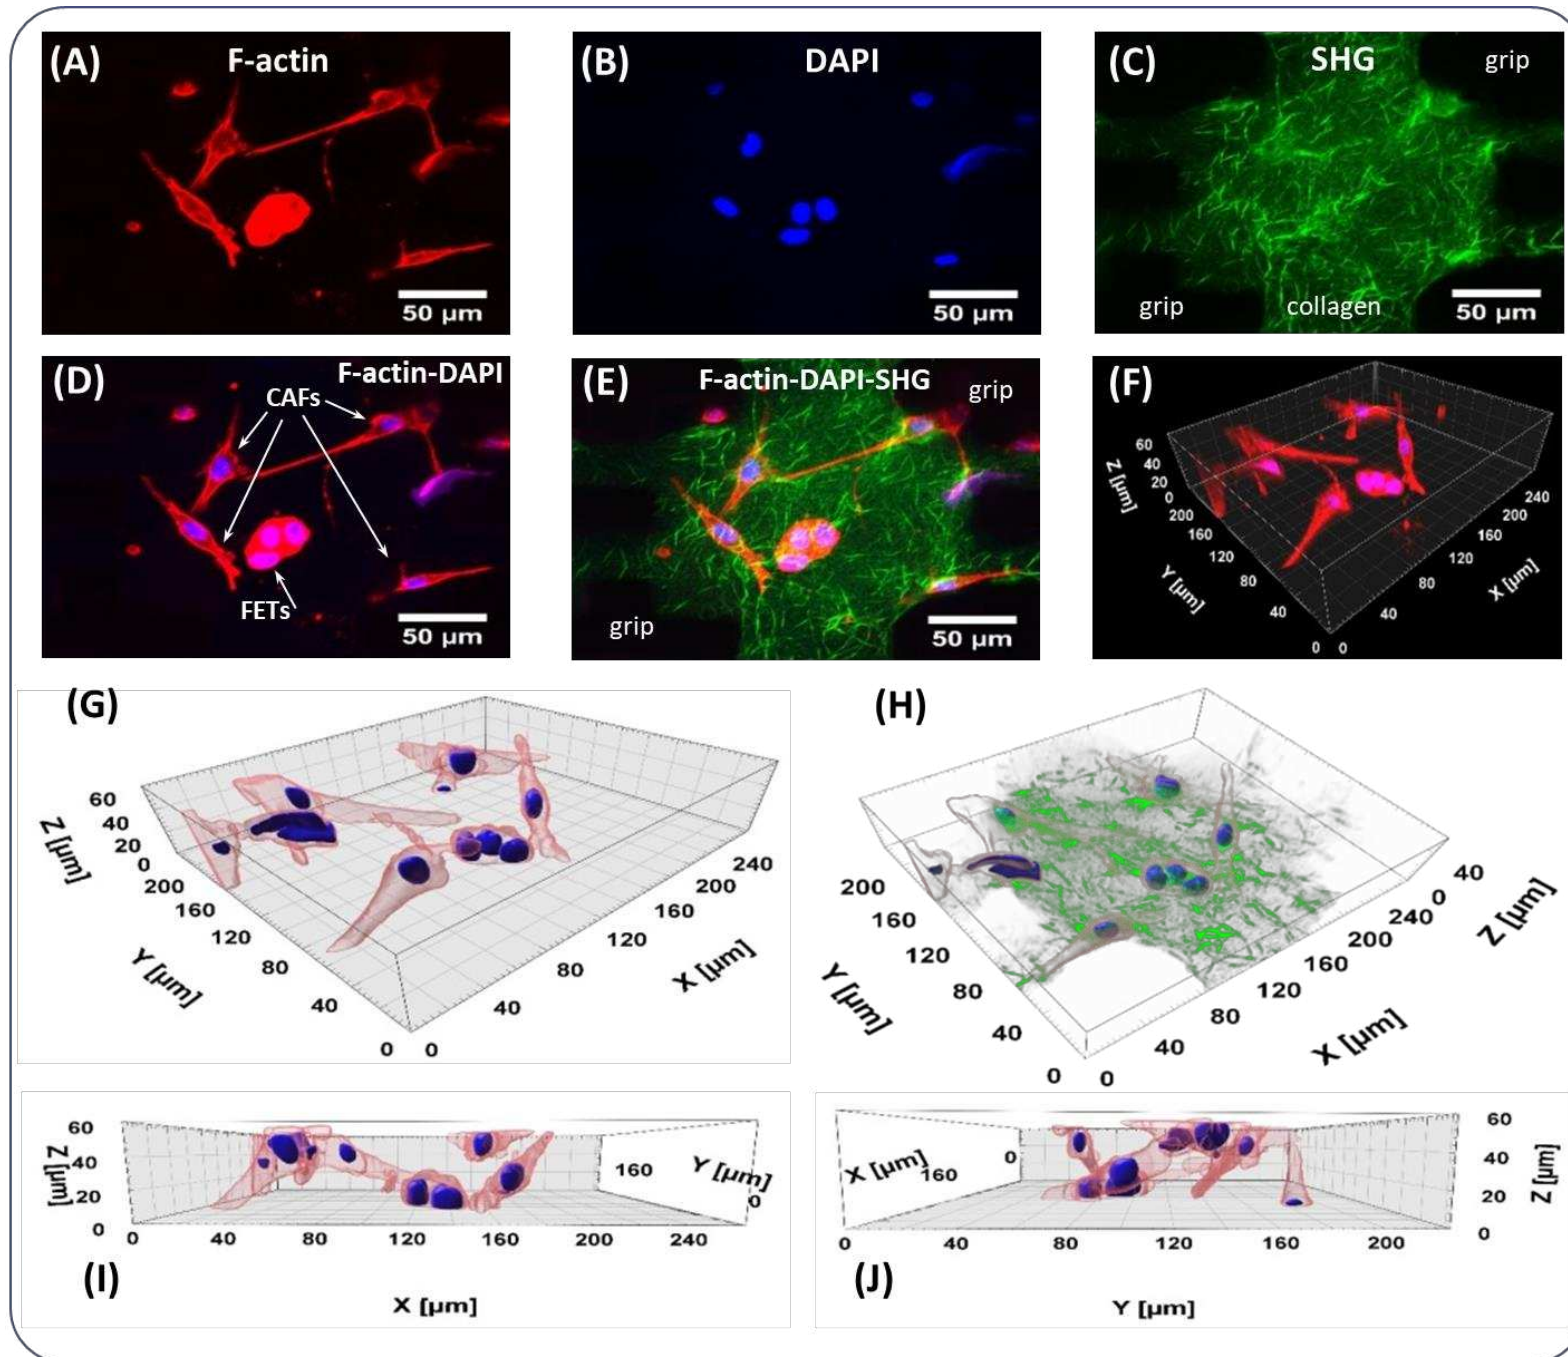 (A) F-actin
50 µm
(B) DAPI
50 µm
(C) SHG grip
grip collagen 50 µm
(D) F-actin-DAPI
CAFs
FETs
50 µm
(E) F-actin-DAPI-SHG
grip
grip
50 µm
(F)
60
40
20
0
Z [µm]
200
160
120
80
40
0
Y [µm]
0
40
80
120
160
200
240
X [µm]
(G)
60
40
20
0
Z [µm]
200
160
120
80
40
0
Y [µm]
0
40
80
120
160
200
240
X [µm]
(H)
200
160
120
80
40
0
Y [µm]
0
40
80
120
160
200
240
X [µm]
0
40
Z [µm]
60
40
20
0
Z [µm]
160
0
Y [µm]
0 40 80 120 160 200 240
(I)
X [µm]
X [µm]
160
0
60
40
20
0
Z [µm]
0 40 80 120 160 200
(J)
Y [µm]